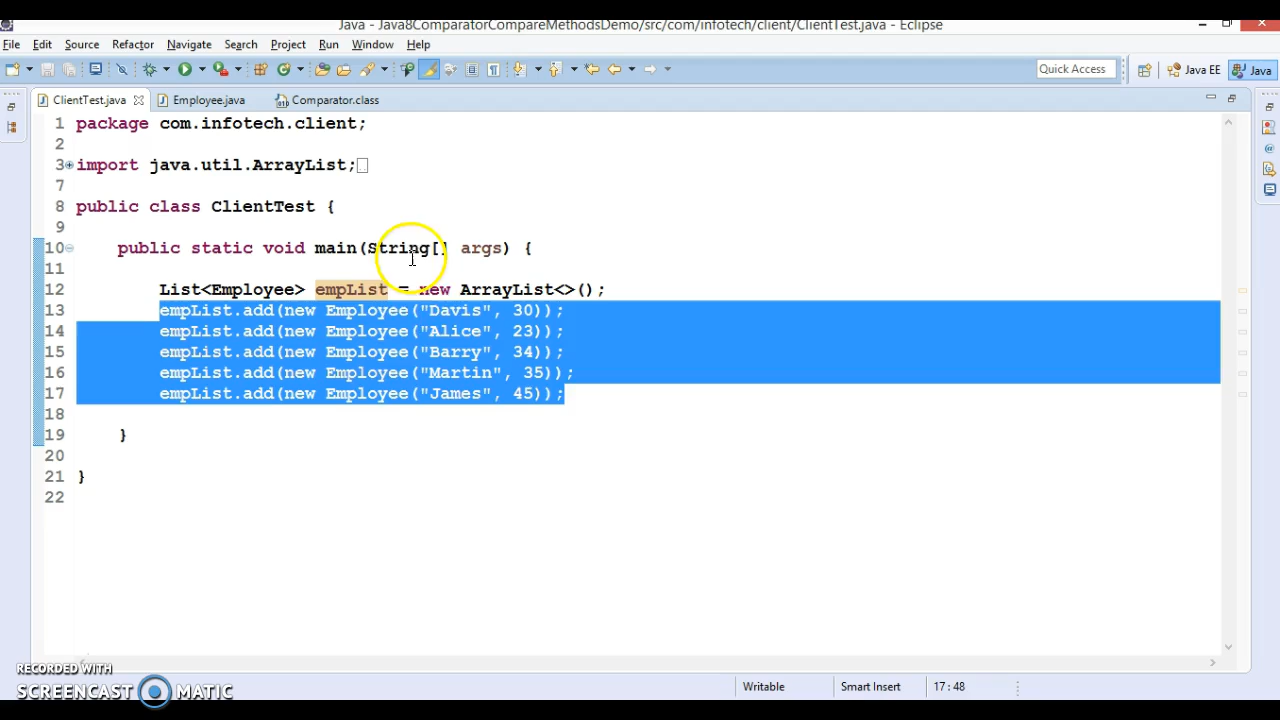 Java - Java8ComparatorCompareMethodsDemo/src/com/infotech/client/ClientTest.java - Eclipse
File Edit Source Refactor Navigate Search Project Run Window Help
Quick Access Java EE Java
ClientTest.java Employee.java Comparator.class
1 package com.infotech.client;
2
3 import java.util.ArrayList;
7
8 public class ClientTest {
9
10 public static void main(String[] args) {
11
12 List<Employee> empList = new ArrayList<>();
13 empList.add(new Employee("Davis", 30));
14 empList.add(new Employee("Alice", 23));
15 empList.add(new Employee("Barry", 34));
16 empList.add(new Employee("Martin", 35));
17 empList.add(new Employee("James", 45));
18
19 }
20
21 }
22
RECORDED WITH
SCREENCAST MATIC
Writable Smart Insert 17 : 48